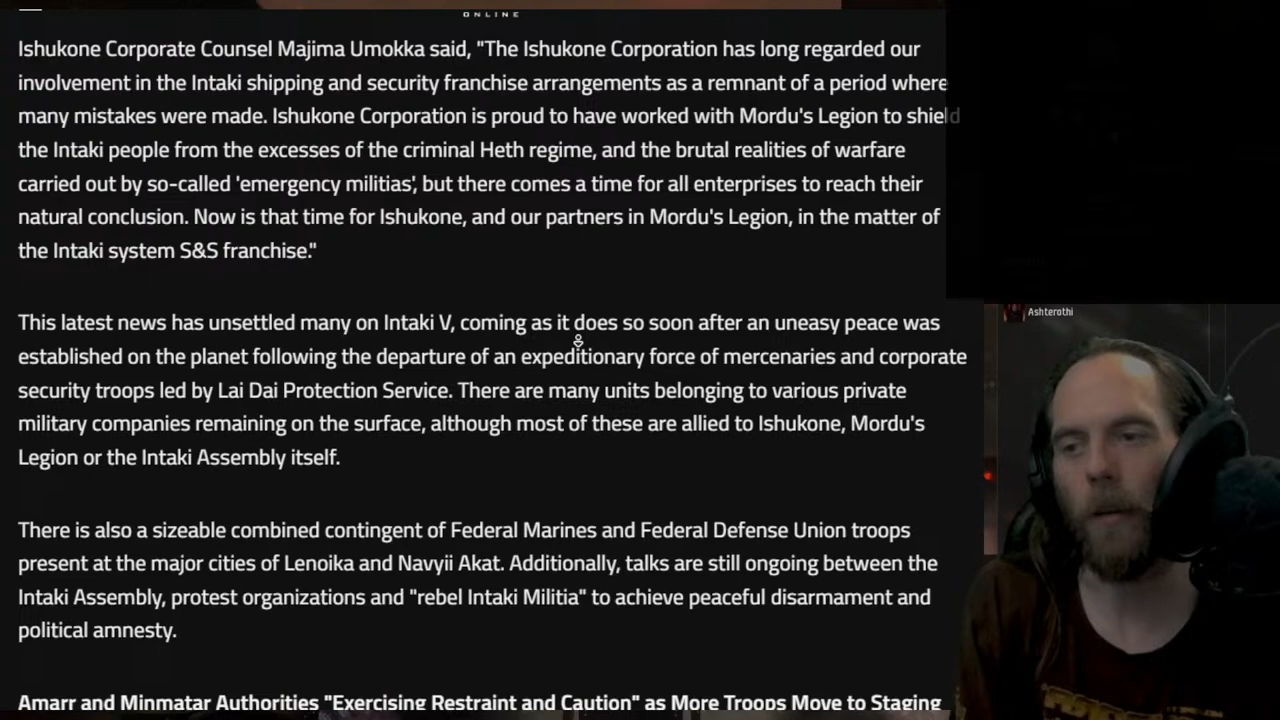 ONLINE
Ishukone Corporate Counsel Majima Umokka said, "The Ishukone Corporation has long regarded our
involvement in the Intaki shipping and security franchise arrangements as a remnant of a period where
many mistakes were made. Ishukone Corporation is proud to have worked with Mordu's Legion to shield
the Intaki people from the excesses of the criminal Heth regime, and the brutal realities of warfare
carried out by so-called 'emergency militias', but there comes a time for all enterprises to reach their
natural conclusion. Now is that time for Ishukone, and our partners in Mordu's Legion, in the matter of
the Intaki system S&S franchise."
This latest news has unsettled many on Intaki V, coming as it does so soon after an uneasy peace was
established on the planet following the departure of an expeditionary force of mercenaries and corporate
security troops led by Lai Dai Protection Service. There are many units belonging to various private
military companies remaining on the surface, although most of these are allied to Ishukone, Mordu's
Legion or the Intaki Assembly itself.
There is also a sizeable combined contingent of Federal Marines and Federal Defense Union troops
present at the major cities of Lenoika and Navyii Akat. Additionally, talks are still ongoing between the
Intaki Assembly, protest organizations and "rebel Intaki Militia" to achieve peaceful disarmament and
political amnesty.
Amarr and Minmatar Authorities "Exercising Restraint and Caution" as More Troops Move to Staging
Ashterothi